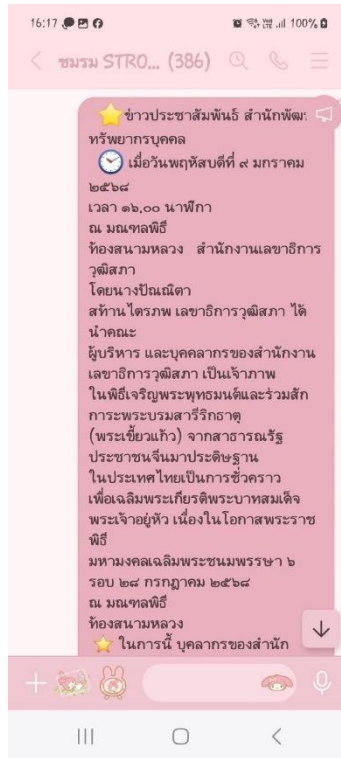 16:17
100%
ชมรม STRO... (386)
ข่าวประชาสัมพันธ์ สำนักพัฒ
ทรัพยากรบุคคล
เมื่อวันพฤหัสบดีที่ ๙ มกราคม
๒๕๖๘
เวลา ๑๖,๐๐ นาฬิกา
ณ มณฑลพิธี
ท้องสนามหลวง สำนักงานเลขาธิการ
วุฒิสภา
โดยนางปัณณิตา
สท้านไตรภพ เลขาธิการวุฒิสภา ได้
นำคณะ
ผู้บริหาร และบุคคลากรของสำนักงาน
เลขาธิการวุฒิสภา เป็นเจ้าภาพ
ในพิธีเจริญพระพุทธมนต์และร่วมสัก
การะพระบรมสารีริกธาตุ
(พระเขี้ยวแก้ว) จากสาธารณรัฐ
ประชาชนจีนมาประดิษฐาน
ในประเทศไทยเป็นการชั่วคราว
เพื่อเฉลิมพระเกียรติพระบาทสมเด็จ
พระเจ้าอยู่หัว เนื่องในโอกาสพระราช
พิธี
มหามงคลเฉลิมพระชนมพรรษา ๖
รอบ ๒๘ กรกฎาคม ๒๕๖๘
ณ มณฑลพิธี
ท้องสนามหลวง
ในการนี้ บุคลากรของสำนัก